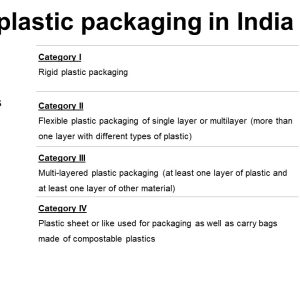 plastic packaging in India
Category I
Rigid plastic packaging
s
Category II
Flexible plastic packaging of single layer or multilayer (more than
one layer with different types of plastic)
Category III
Multi-layered plastic packaging (at least one layer of plastic and
at least one layer of other material)
Category IV
Plastic sheet or like used for packaging as well as carry bags
made of compostable plastics